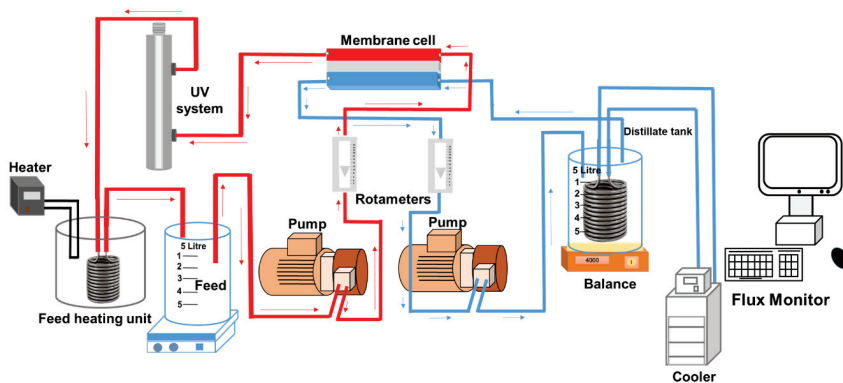 Membrane cell
UV
system
Distillate tank
Heater
Rotameters
5 Litre
1
2
3
4
5
5 Litre
1
2
3
4
5
Feed
Pump
Pump
4000
I
Balance
Feed heating unit
Flux Monitor
Cooler